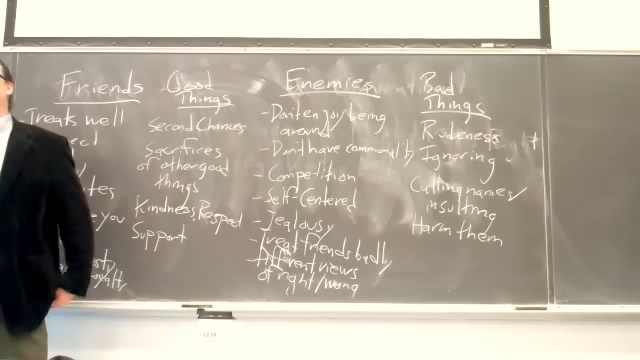 Friends
Treats well
Good
Things
Second Chances
Sacrifices
of other good
things
Kindness Respect
Support
Enemies
- Don't enjoy being
around
- Don't have commonality
- Competition
- Self-Centered
- Jealousy
- Treat friends badly
- Different views
of right/wrong
Bad
Things
Rudeness
Ignoring
Calling names/
insulting
Harm them